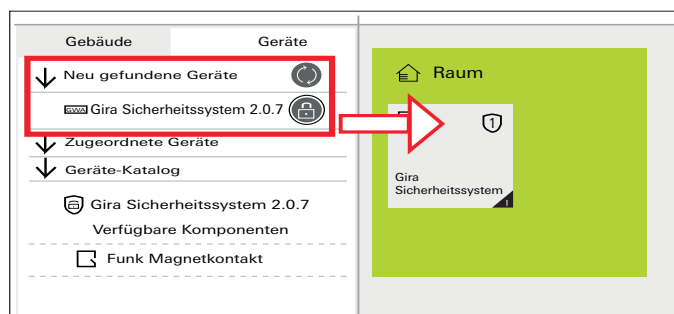 Gebäude
Geräte
Neu gefundene Geräte
GWA Gira Sicherheitssystem 2.0.7
Zugeordnete Geräte
Geräte-Katalog
Gira Sicherheitssystem 2.0.7
Verfügbare Komponenten
Funk Magnetkontakt
Raum
1
Gira
Sicherheitssystem
I